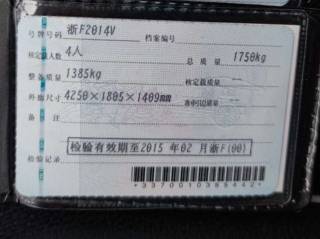 号牌号码 浙F2014V 档案编号
核定载人数 4人 总质量 1750kg
整备质量 1385kg 核定载质量 --
外廓尺寸 4250×1805×1409mm 准牵引总质量 --
备注
检验有效期至2015 年 02 月浙F(00)
检验记录
*3370010388442*